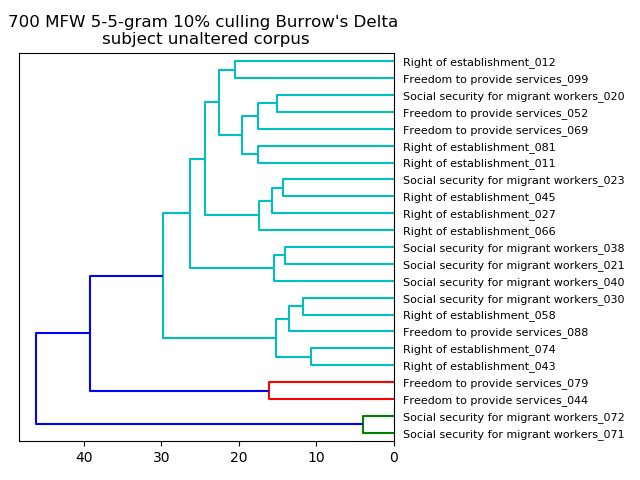 700 MFW 5-5-gram 10% culling Burrow's Delta
subject unaltered corpus
Right of establishment_012
Freedom to provide services_099
Social security for migrant workers_020
Freedom to provide services_052
Freedom to provide services_069
Right of establishment_081
Right of establishment_011
Social security for migrant workers_023
Right of establishment_045
Right of establishment_027
Right of establishment_066
Social security for migrant workers_038
Social security for migrant workers_021
Social security for migrant workers_040
Social security for migrant workers_030
Right of establishment_058
Freedom to provide services_088
Right of establishment_074
Right of establishment_043
Freedom to provide services_079
Freedom to provide services_044
Social security for migrant workers_072
Social security for migrant workers_071
40 30 20 10 0